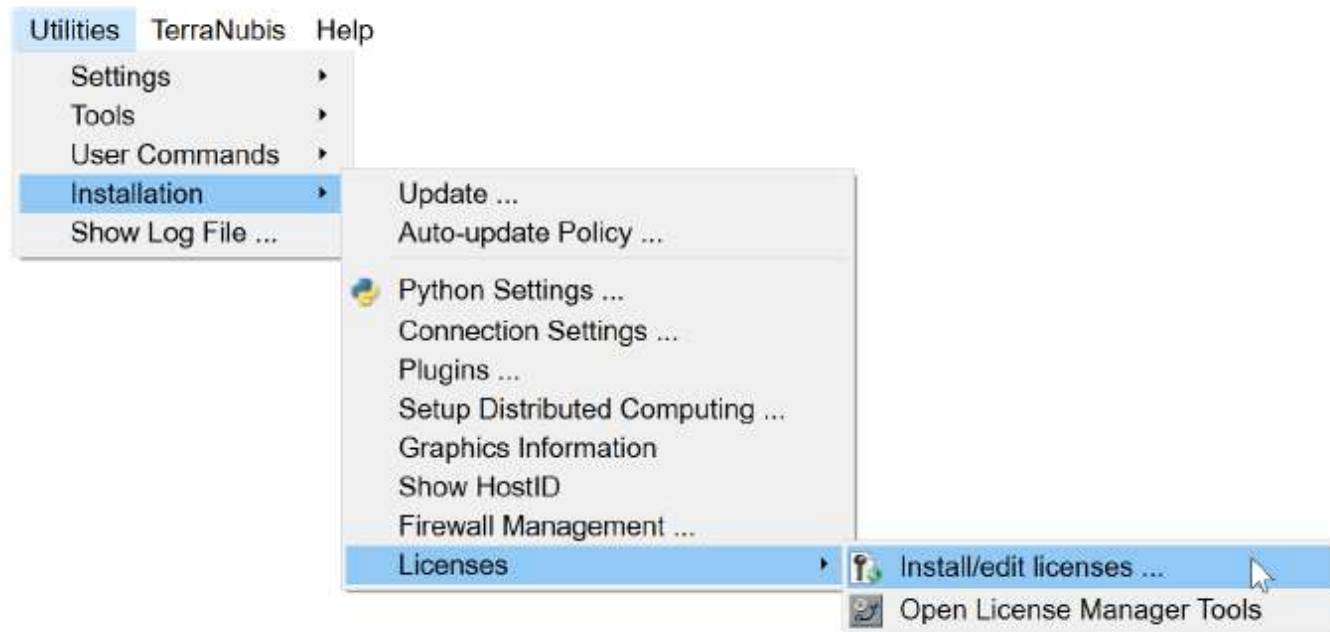 Utilities TerraNubis Help
Settings
Tools
User Commands
Installation
Show Log File ...
Update ...
Auto-update Policy ...
Python Settings ...
Connection Settings ...
Plugins ...
Setup Distributed Computing ...
Graphics Information
Show HostID
Firewall Management ...
Licenses
Install/edit licenses ...
Open License Manager Tools